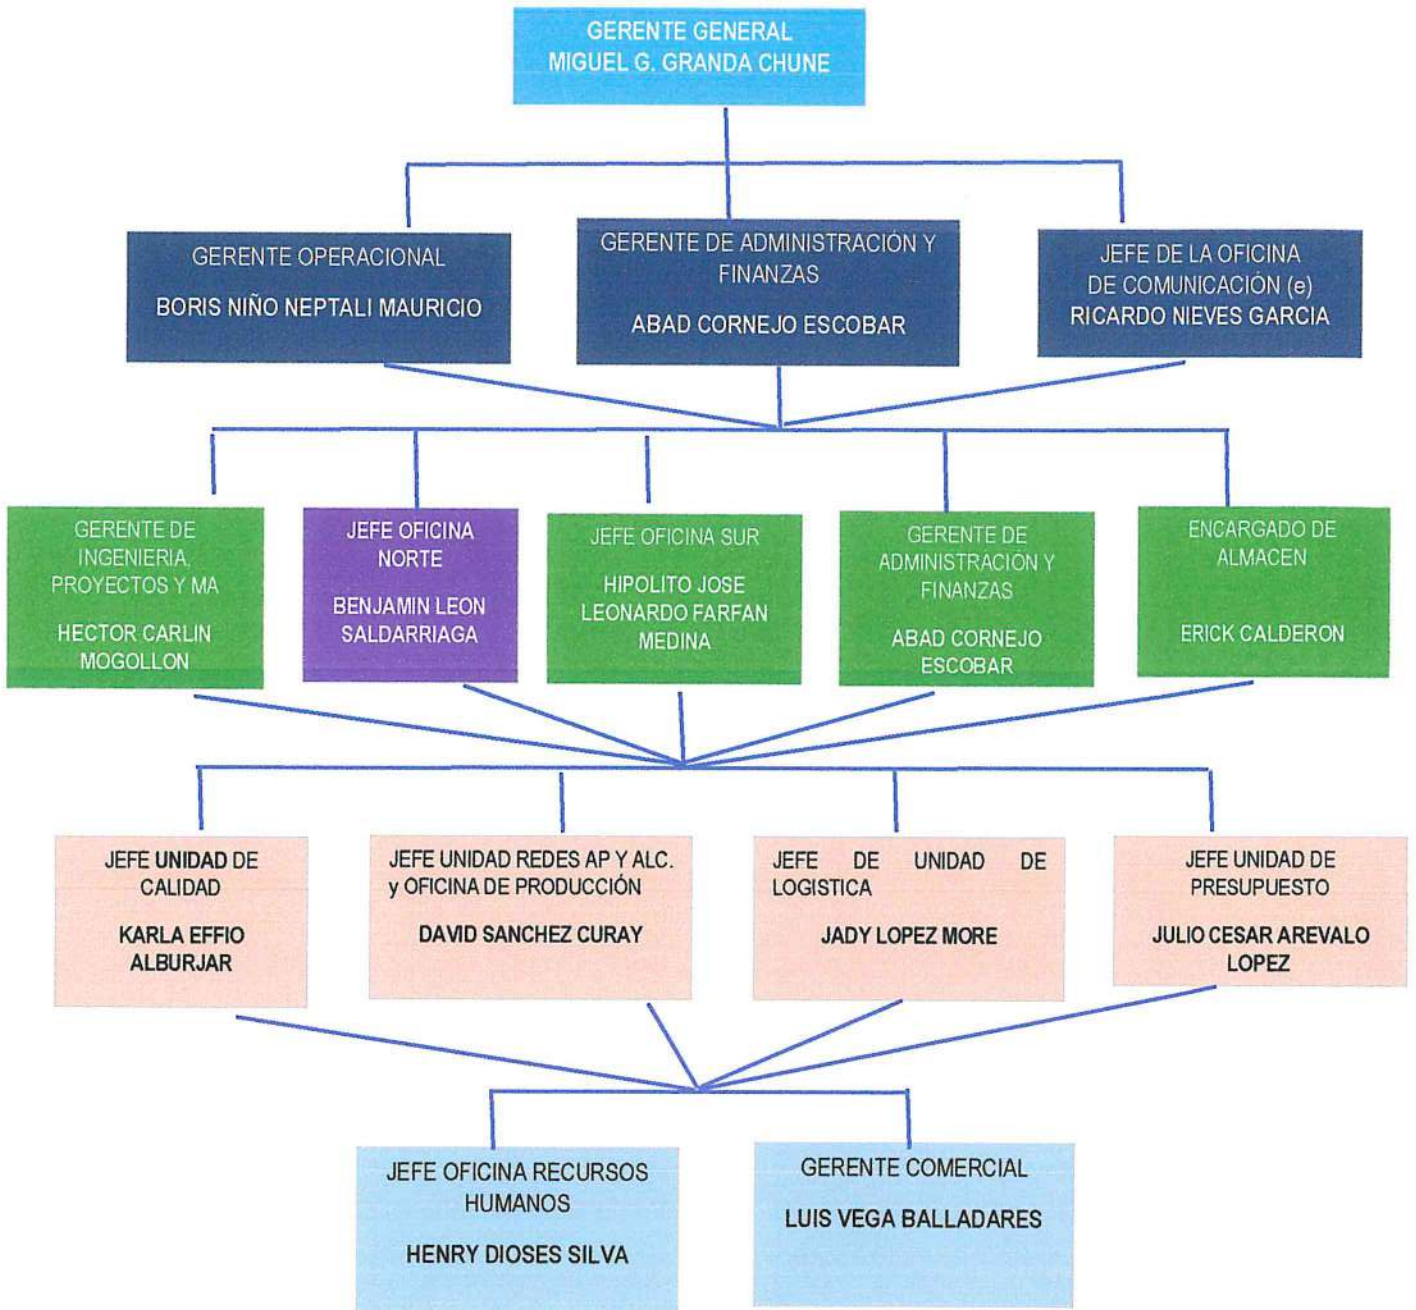 GERENTE GENERAL
MIGUEL G. GRANDA CHUNE
GERENTE OPERACIONAL
BORIS NIÑO NEPTALI MAURICIO
GERENTE DE ADMINISTRACIÓN Y
FINANZAS
ABAD CORNEJO ESCOBAR
JEFE DE LA OFICINA
DE COMUNICACIÓN (e)
RICARDO NIEVES GARCIA
GERENTE DE
INGENIERIA,
PROYECTOS Y MA
HECTOR CARLIN
MOGOLLON
JEFE OFICINA
NORTE
BENJAMIN LEON
SALDARRIAGA
JEFE OFICINA SUR
HIPOLITO JOSE
LEONARDO FARFAN
MEDINA
GERENTE DE
ADMINISTRACIÓN Y
FINANZAS
ABAD CORNEJO
ESCOBAR
ENCARGADO DE
ALMACEN
ERICK CALDERON
JEFE UNIDAD DE
CALIDAD
KARLA EFFIO
ALBURJAR
JEFE UNIDAD REDES AP Y ALC.
y OFICINA DE PRODUCCIÓN
DAVID SANCHEZ CURAY
JEFE DE UNIDAD DE
LOGISTICA
JADY LOPEZ MORE
JEFE UNIDAD DE
PRESUPUESTO
JULIO CESAR AREVALO
LOPEZ
JEFE OFICINA RECURSOS
HUMANOS
HENRY DIOSES SILVA
GERENTE COMERCIAL
LUIS VEGA BALLADARES